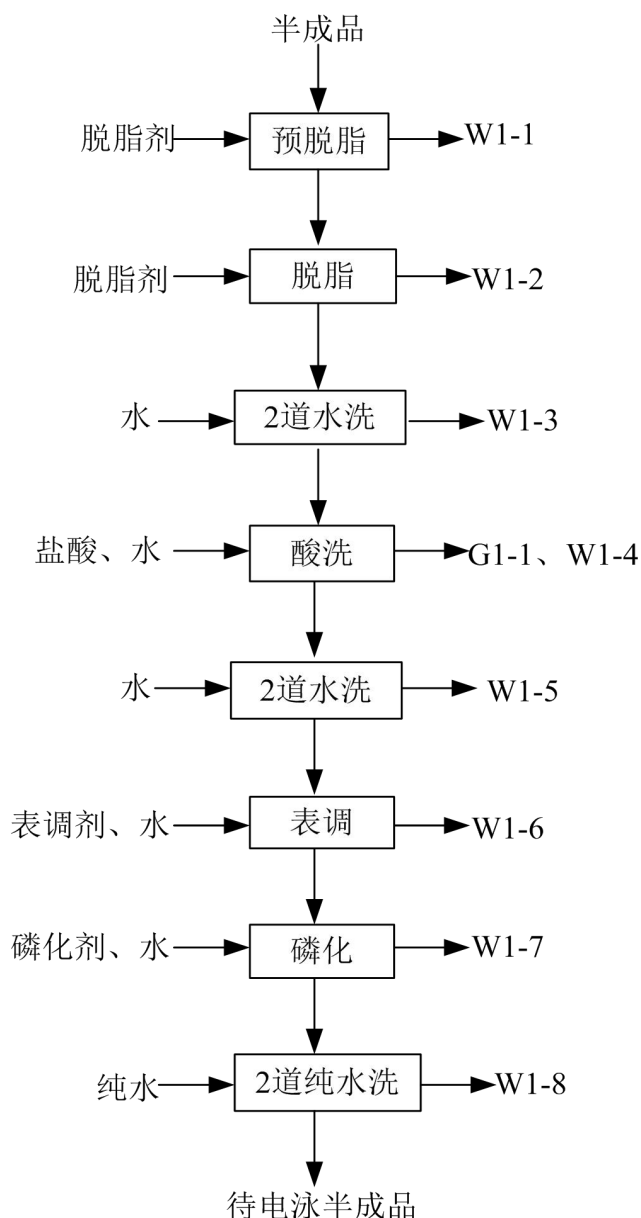 半成品
脱脂剂 预脱脂 W1-1
脱脂剂 脱脂 W1-2
水 2道水洗 W1-3
盐酸、水 酸洗 G1-1、W1-4
水 2道水洗 W1-5
表调剂、水 表调 W1-6
磷化剂、水 磷化 W1-7
纯水 2道纯水洗 W1-8
待电泳半成品